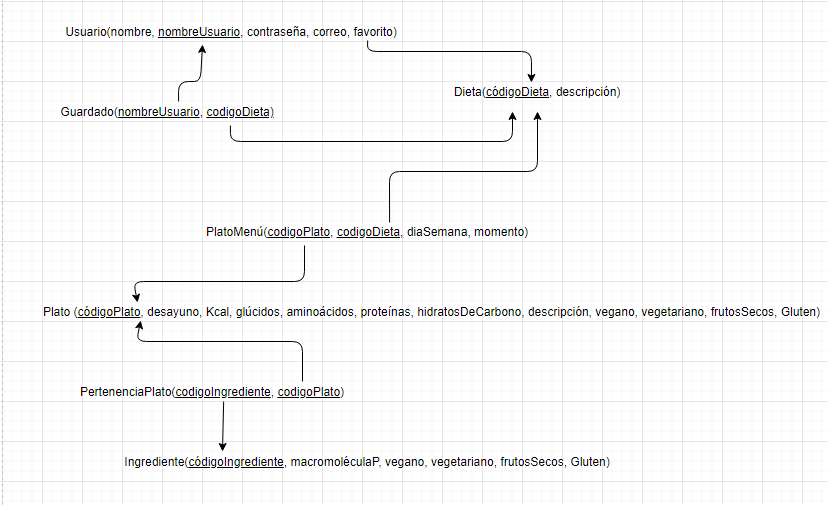 Usuario(nombre, nombreUsuario, contraseña, correo, favorito)
Dieta(códigoDieta, descripción)
Guardado(nombreUsuario, codigoDieta)
PlatoMenú(codigoPlato, codigoDieta, diaSemana, momento)
Plato (códigoPlato, desayuno, Kcal, glúcidos, aminoácidos, proteínas, hidratosDeCarbono, descripción, vegano, vegetariano, frutosSecos, Gluten)
PertenenciaPlato(codigoIngrediente, codigoPlato)
Ingrediente(códigoIngrediente, macromoléculaP, vegano, vegetariano, frutosSecos, Gluten)